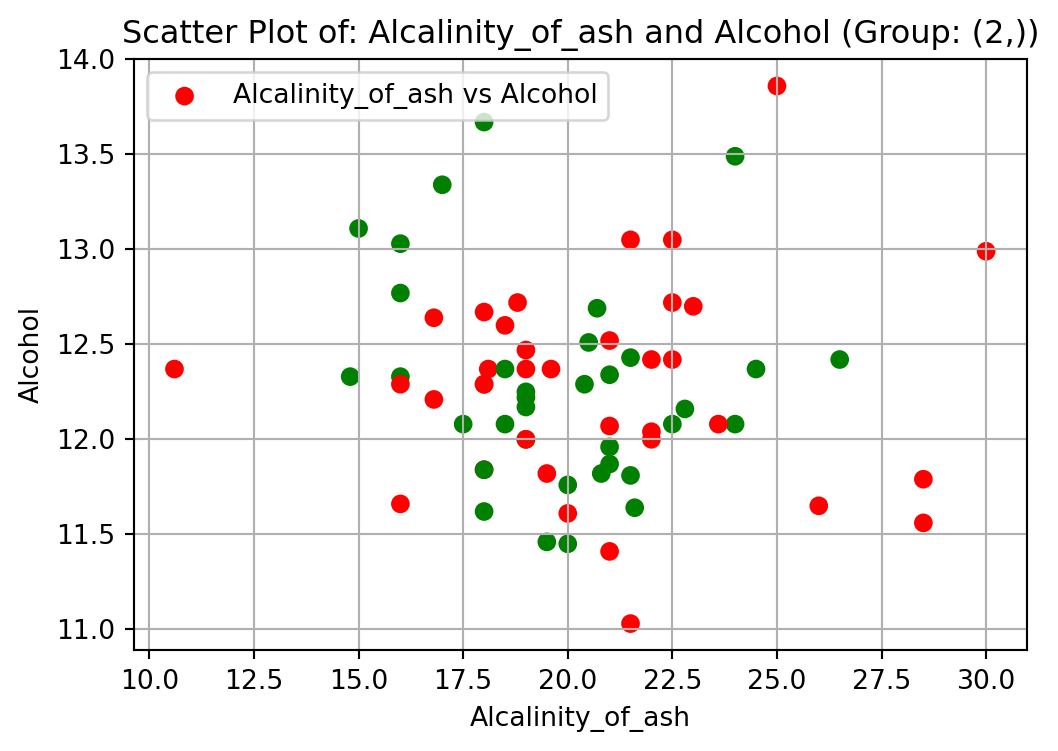 Scatter Plot of: Alcalinity_of_ash and Alcohol (Group: (2,))
Alcalinity_of_ash vs Alcohol
14.0
13.5
13.0
12.5
12.0
11.5
11.0
Alcohol
10.0 12.5 15.0 17.5 20.0 22.5 25.0 27.5 30.0
Alcalinity_of_ash